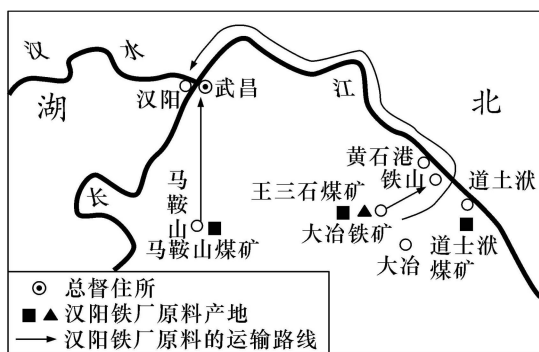 汉水
湖
北
汉阳
武昌
长江
黄石港
铁山
道士洑
马鞍山
王三石煤矿
马鞍山煤矿
大冶铁矿
大冶
道士洑煤矿
总督住所
汉阳铁厂原料产地
汉阳铁厂原料的运输路线